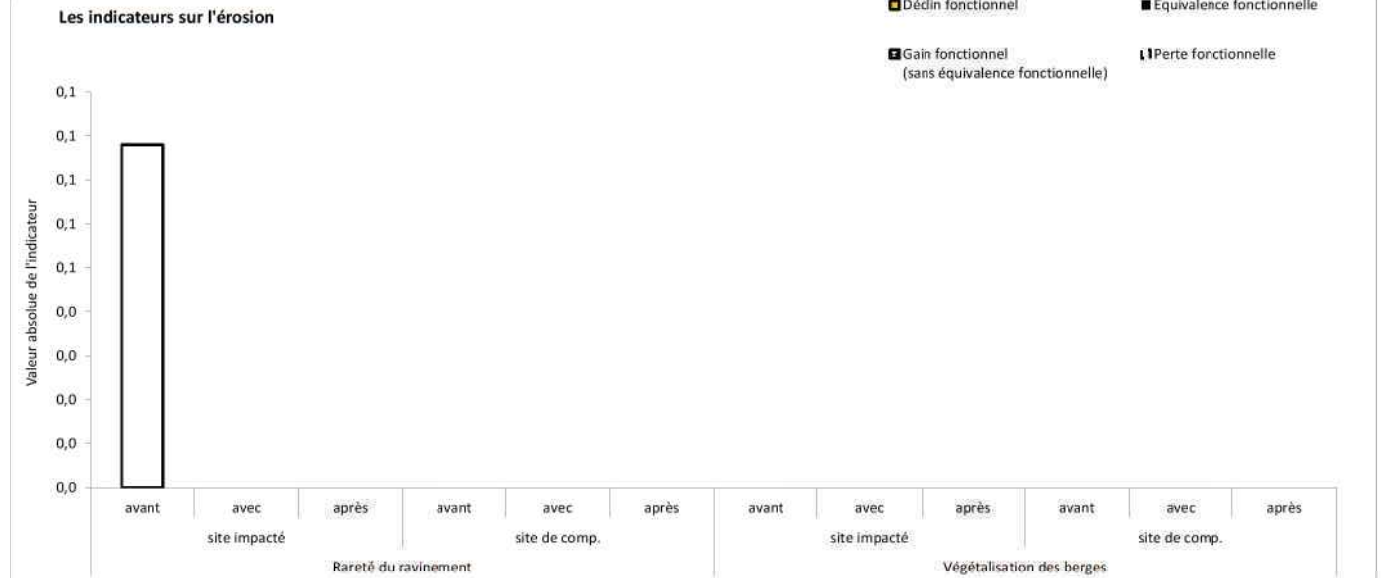 Les indicateurs sur l'érosion
Déclin fonctionnel
Equivalence fonctionnelle
Gain fonctionnel
(sans équivalence fonctionnelle)
Perte fonctionnelle
Valeur absolue de l'indicateur
0,1
0,1
0,1
0,1
0,1
0,0
0,0
0,0
0,0
0,0
avant avec après avant avec après avant avec après avant avec après
site impacté site de comp. site impacté site de comp.
Rareté du ravinement Végétalisation des berges